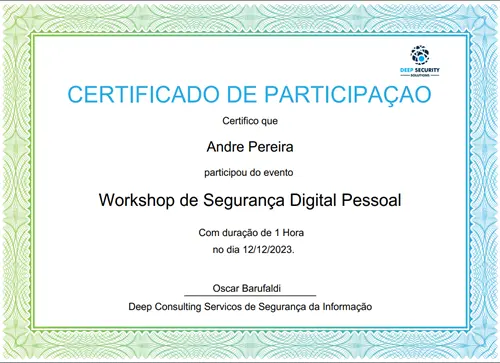 DEEP SECURITY
SOLUTIONS
CERTIFICADO DE PARTICIPAÇAO
Certifico que
Andre Pereira
participou do evento
Workshop de Segurança Digital Pessoal
Com duração de 1 Hora
no dia 12/12/2023.
Oscar Barufaldi
Deep Consulting Servicos de Segurança da Informação